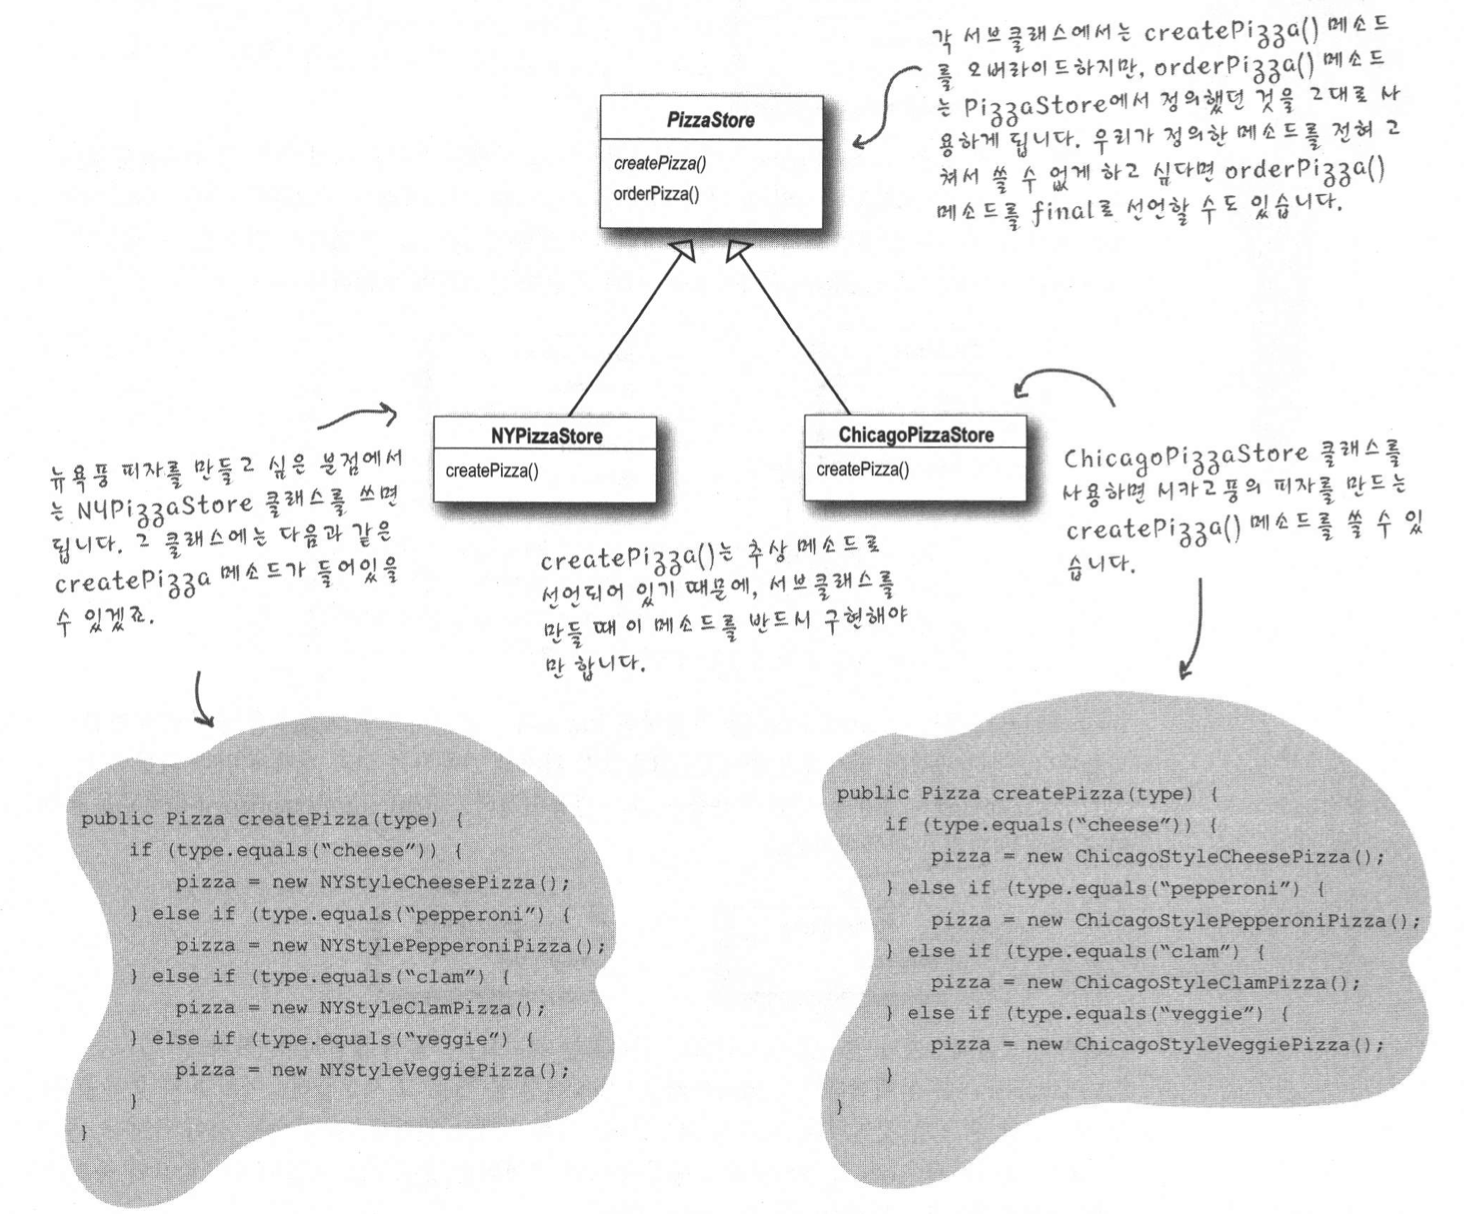 각 서브클래스에서는 createPizza() 메소드
를 오버라이드하지만, orderPizza() 메소드
는 PizzaStore에서 정의했던 것을 그대로 사
용하게 됩니다. 우리가 정의한 메소드를 전혀 고
쳐서 쓸 수 없게 하고 싶다면 orderPizza()
메소드를 final로 선언할 수도 있습니다.
PizzaStore
createPizza()
orderPizza()
NYPizzaStore
createPizza()
ChicagoPizzaStore
createPizza()
뉴욕풍 피자를 만들고 싶은 분점에서
는 NYPizzaStore 클래스를 쓰면
됩니다. 그 클래스에는 다음과 같은
createPizza 메소드가 들어있을
수 있겠죠.
createPizza()는 추상 메소드로
선언되어 있기 때문에, 서브클래스를
만들 때 이 메소드를 반드시 구현해야
만 합니다.
ChicagoPizzaStore 클래스를
사용하면 시카고풍의 피자를 만드는
createPizza() 메소드를 쓸 수 있
습니다.
public Pizza createPizza(type) {
if (type.equals(“cheese”)) {
pizza = new NYStyleCheesePizza();
} else if (type.equals(“pepperoni”) {
pizza = new NYStylePepperoniPizza();
} else if (type.equals(“clam”) {
pizza = new NYStyleClamPizza();
} else if (type.equals(“veggie”) {
pizza = new NYStyleVeggiePizza();
}
}
public Pizza createPizza(type) {
if (type.equals(“cheese”)) {
pizza = new ChicagoStyleCheesePizza();
} else if (type.equals(“pepperoni”) {
pizza = new ChicagoStylePepperoniPizza();
} else if (type.equals(“clam”) {
pizza = new ChicagoStyleClamPizza();
} else if (type.equals(“veggie”) {
pizza = new ChicagoStyleVeggiePizza();
}
}